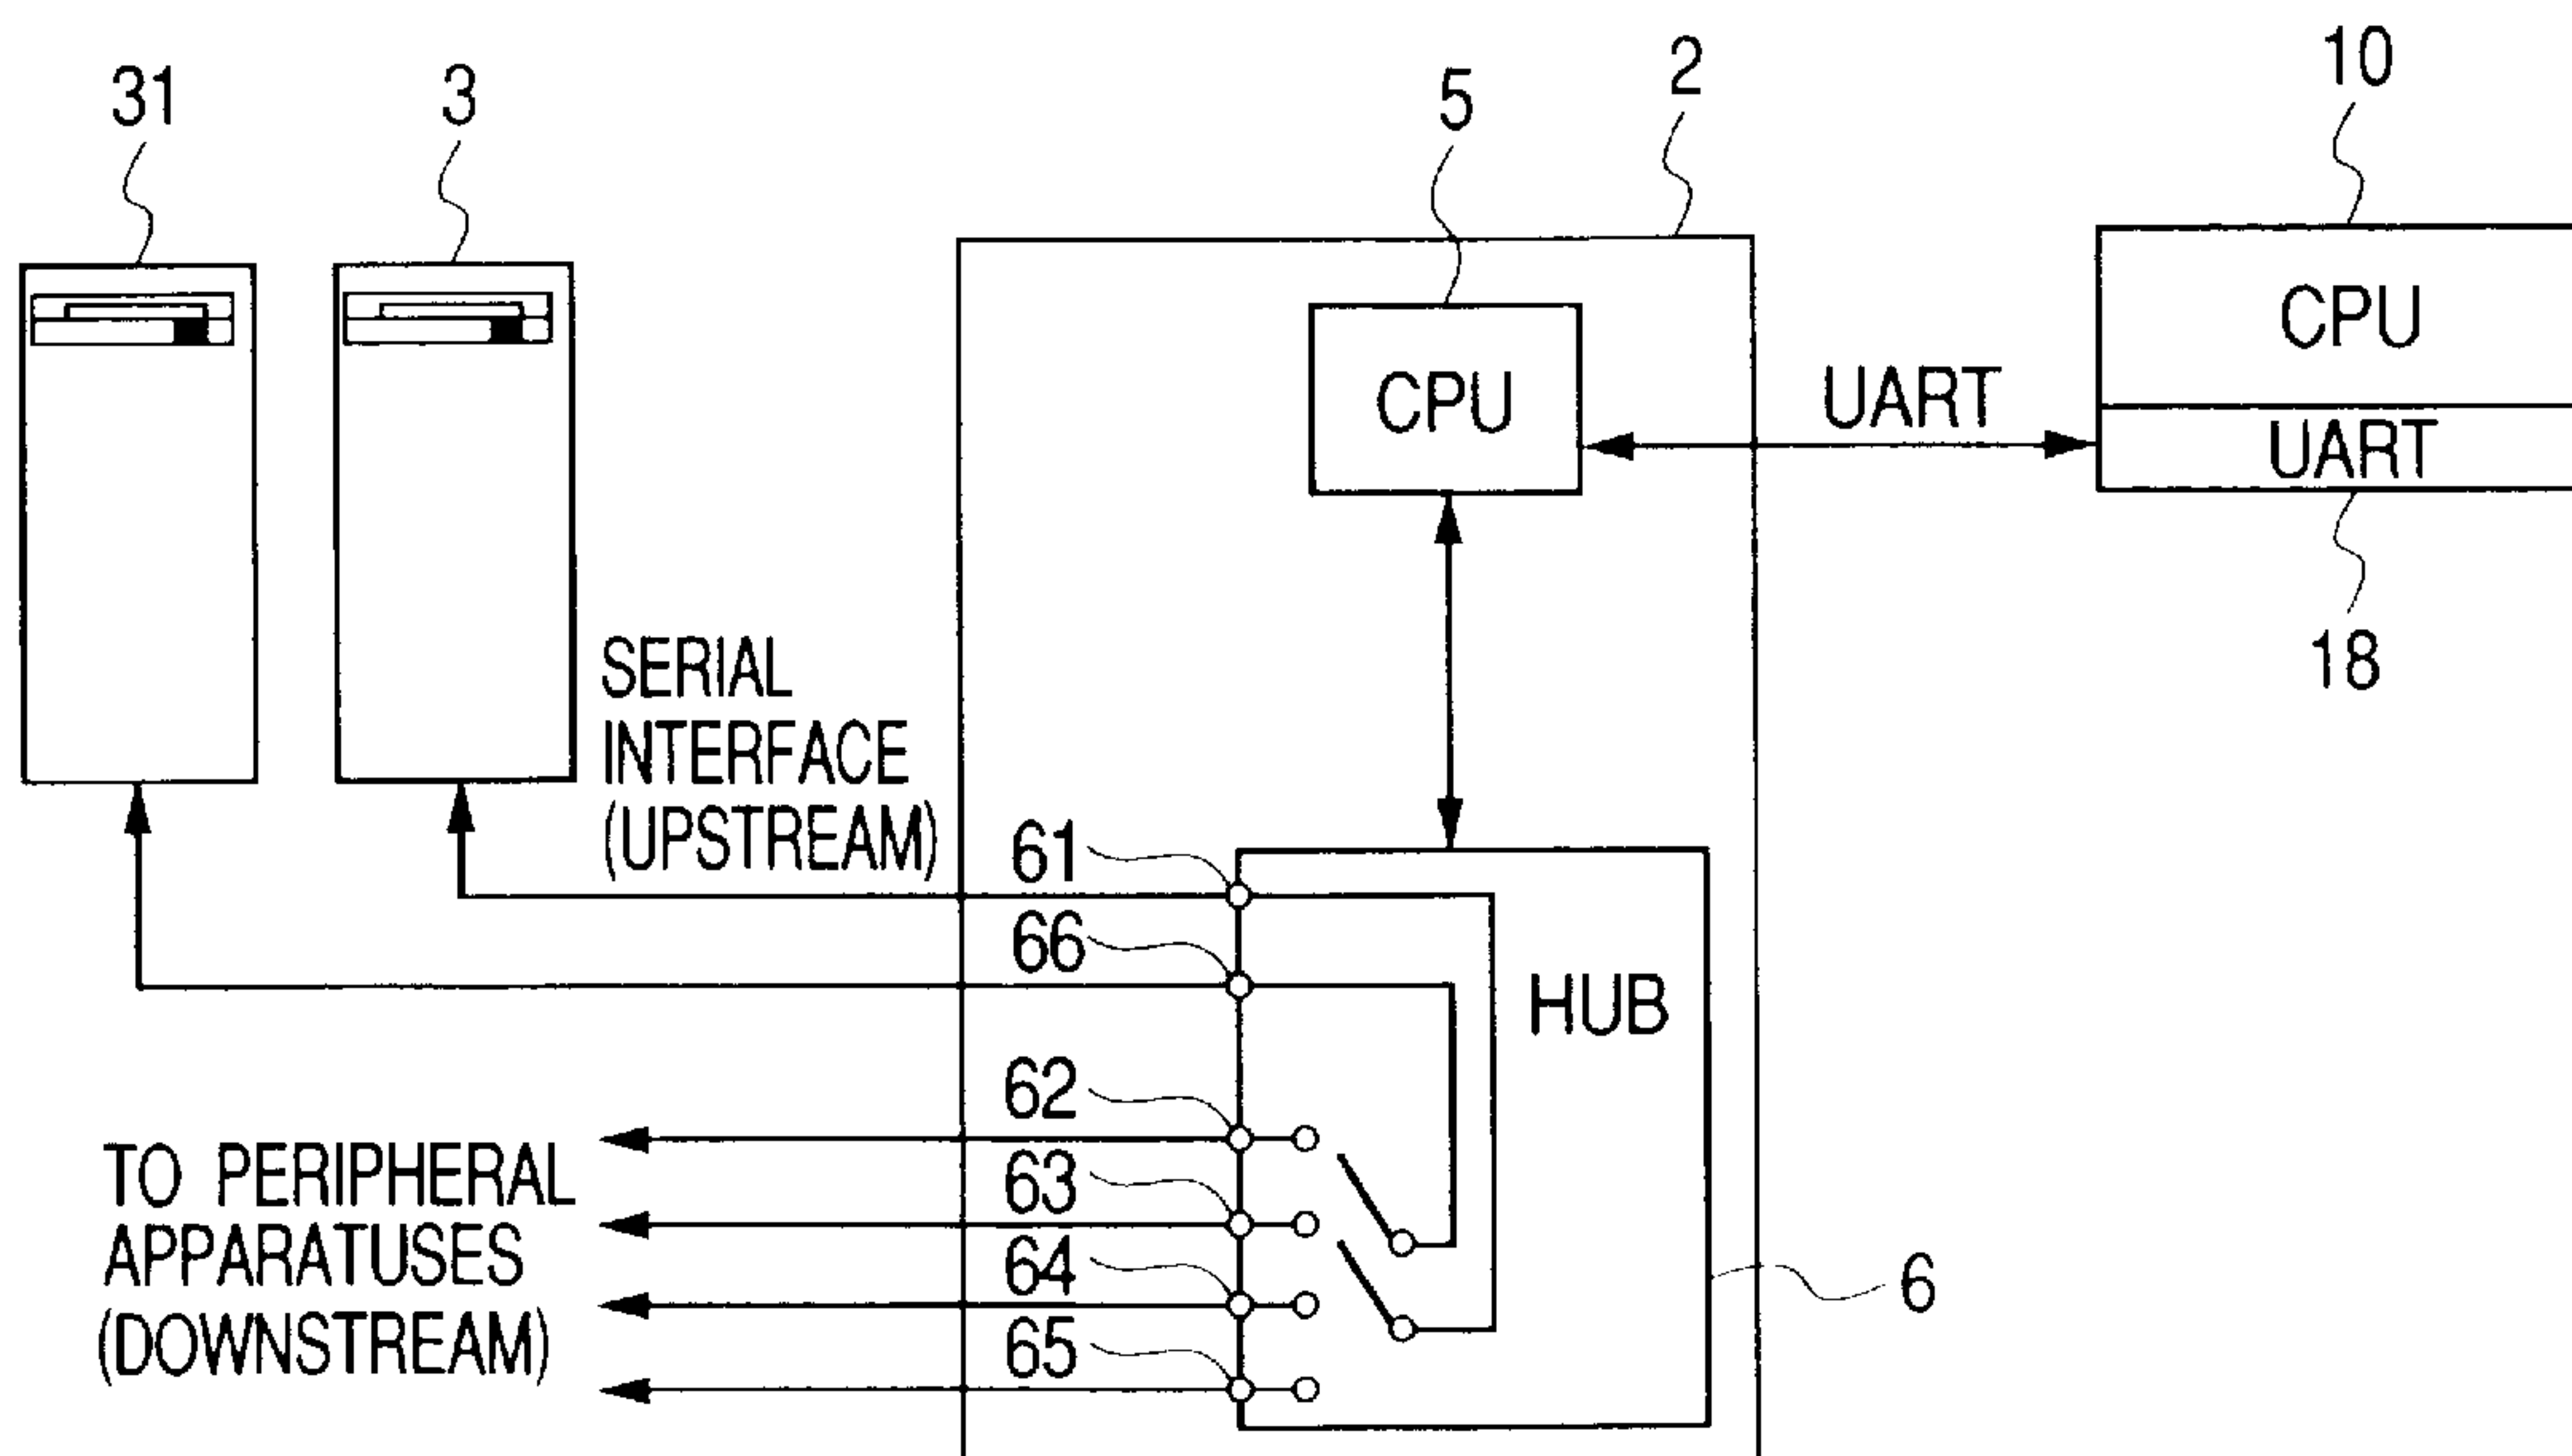 31
3
5
2
10
CPU
UART
CPU
UART
18
SERIAL
INTERFACE
(UPSTREAM)
61
66
HUB
62
63
64
65
6
TO PERIPHERAL
APPARATUSES
(DOWNSTREAM)